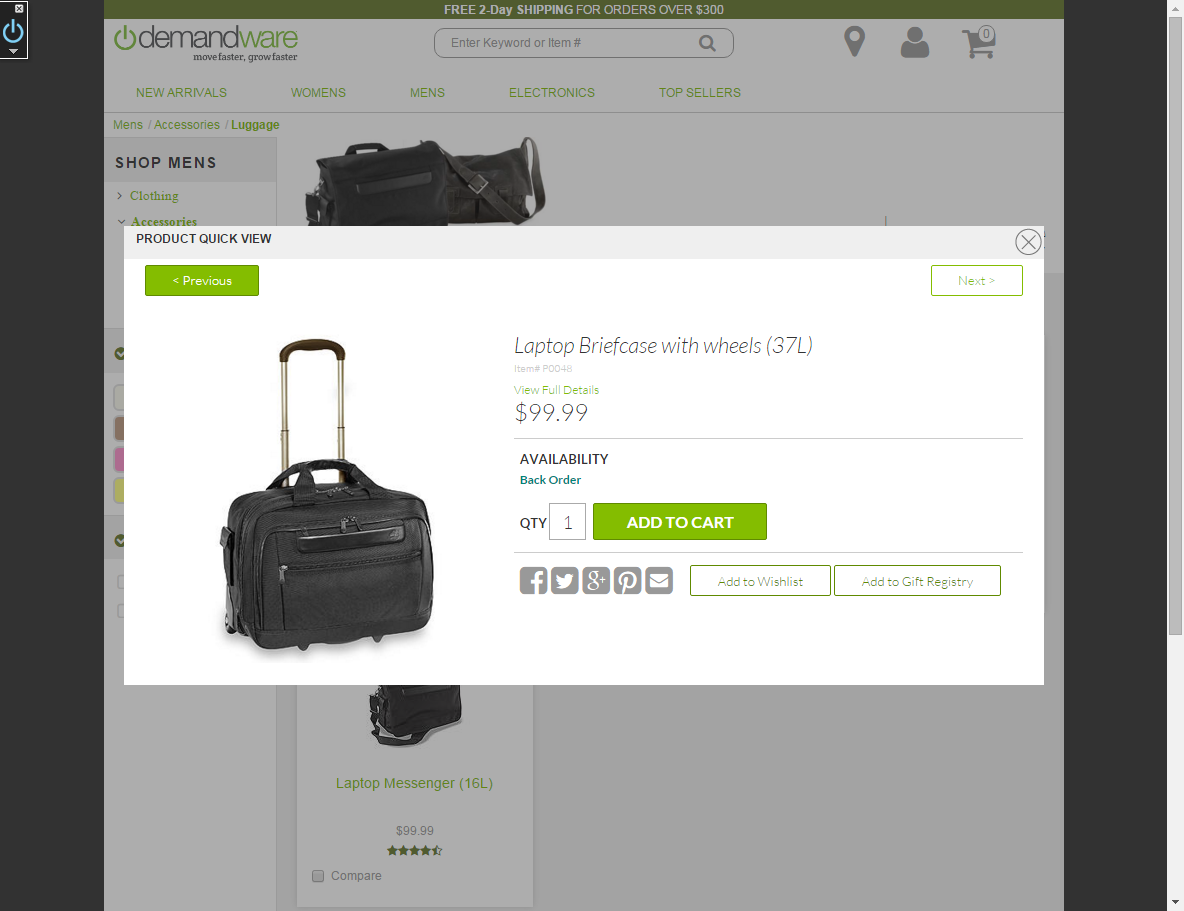 FREE 2-Day SHIPPING FOR ORDERS OVER $300
demandware
move faster, grow faster
Enter Keyword or Item #
0
NEW ARRIVALS WOMENS MENS ELECTRONICS TOP SELLERS
Mens / Accessories / Luggage
SHOP MENS
Clothing
Accessories
PRODUCT QUICK VIEW
< Previous
Next >
Laptop Briefcase with wheels (37L)
Item# P0048
View Full Details
$99.99
AVAILABILITY
Back Order
QTY 1 ADD TO CART
Add to Wishlist Add to Gift Registry
Laptop Messenger (16L)
$99.99
Compare